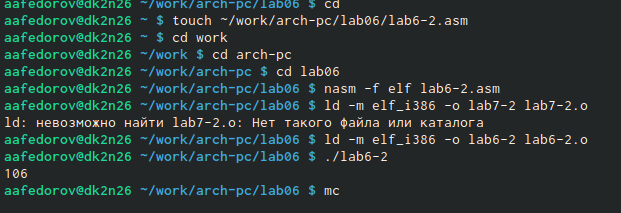 aafedorov@dk2n26 ~/work/arch-pc/lab06 $ cd
aafedorov@dk2n26 ~ $ touch ~/work/arch-pc/lab06/lab6-2.asm
aafedorov@dk2n26 ~ $ cd work
aafedorov@dk2n26 ~/work $ cd arch-pc
aafedorov@dk2n26 ~/work/arch-pc $ cd lab06
aafedorov@dk2n26 ~/work/arch-pc/lab06 $ nasm -f elf lab6-2.asm
aafedorov@dk2n26 ~/work/arch-pc/lab06 $ ld -m elf_i386 -o lab7-2 lab7-2.o
ld: невозможно найти lab7-2.o: Нет такого файла или каталога
aafedorov@dk2n26 ~/work/arch-pc/lab06 $ ld -m elf_i386 -o lab6-2 lab6-2.o
aafedorov@dk2n26 ~/work/arch-pc/lab06 $ ./lab6-2
106
aafedorov@dk2n26 ~/work/arch-pc/lab06 $ mc